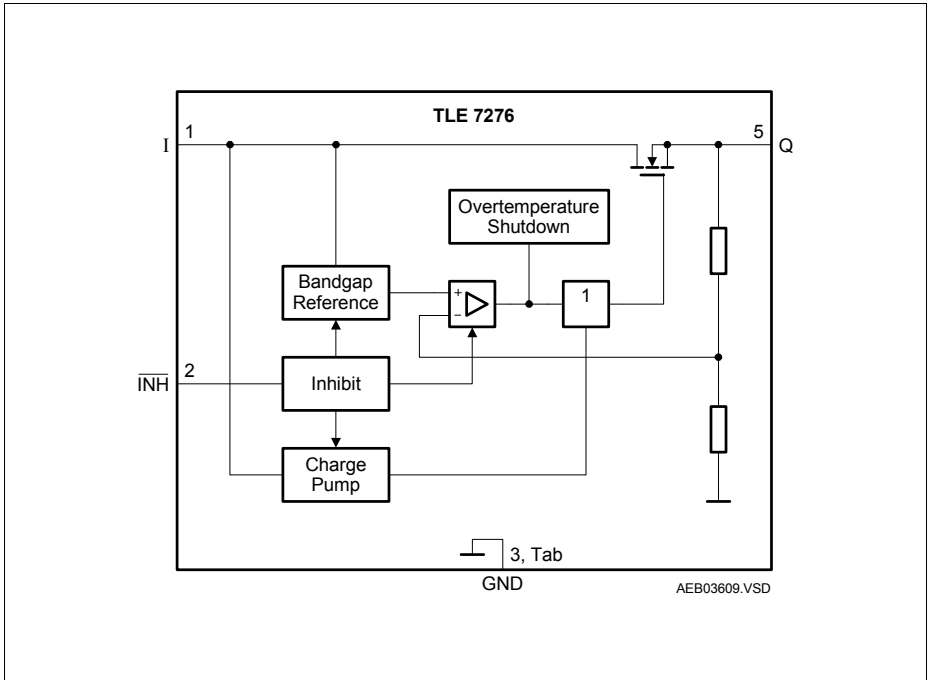 TLE 7276
I
1
5
Q
Overtemperature
Shutdown
Bandgap
Reference
+
−
1
INH
2
Inhibit
Charge
Pump
3, Tab
GND
AEB03609.VSD